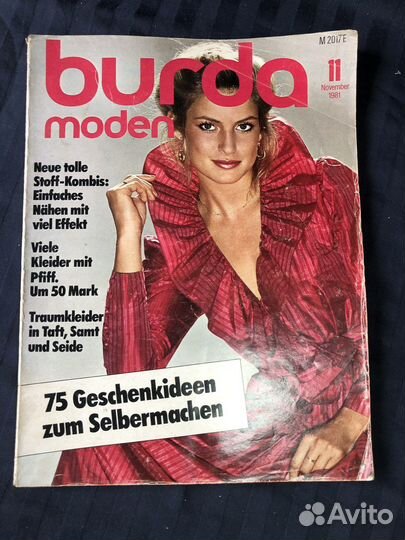 M 2017 E
burda
moden
11
November
1981
Neue tolle
Stoff-Kombis:
Einfaches
Nähen mit
viel Effekt
Viele
Kleider mit
Pfiff.
Um 50 Mark
Traumkleider
in Taft, Samt
und Seide
75 Geschenkideen
zum Selbermachen
Avito